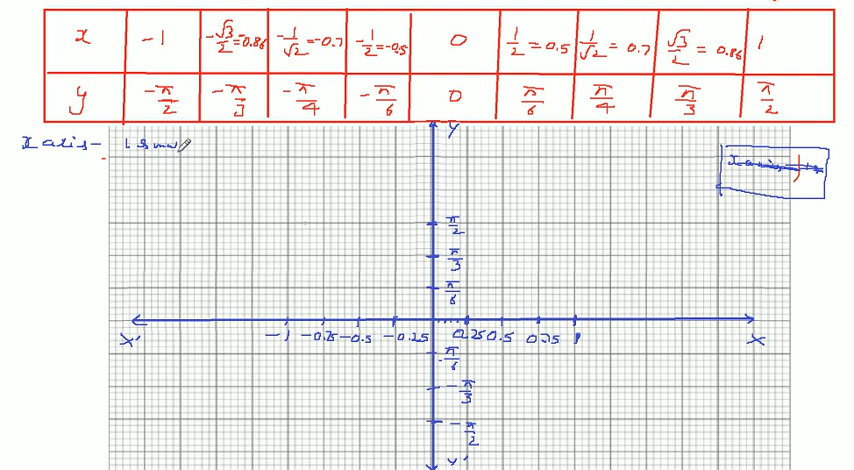 x -1 -√3/2=0.86 -1/√2=-0.7 -1/2=-0.5 0 1/2=0.5 1/√2=0.7 √3/2=0.86 1
y -π/2 -π/3 -π/4 -π/6 0 π/6 π/4 π/3 π/2
X axis- 1 smal
Y
X axis
π/2
π/3
π/6
-1 -0.75 -0.5 -0.25 0.25 0.5 0.75 1
X' X
-π/6
-π/3
-π/2
Y'